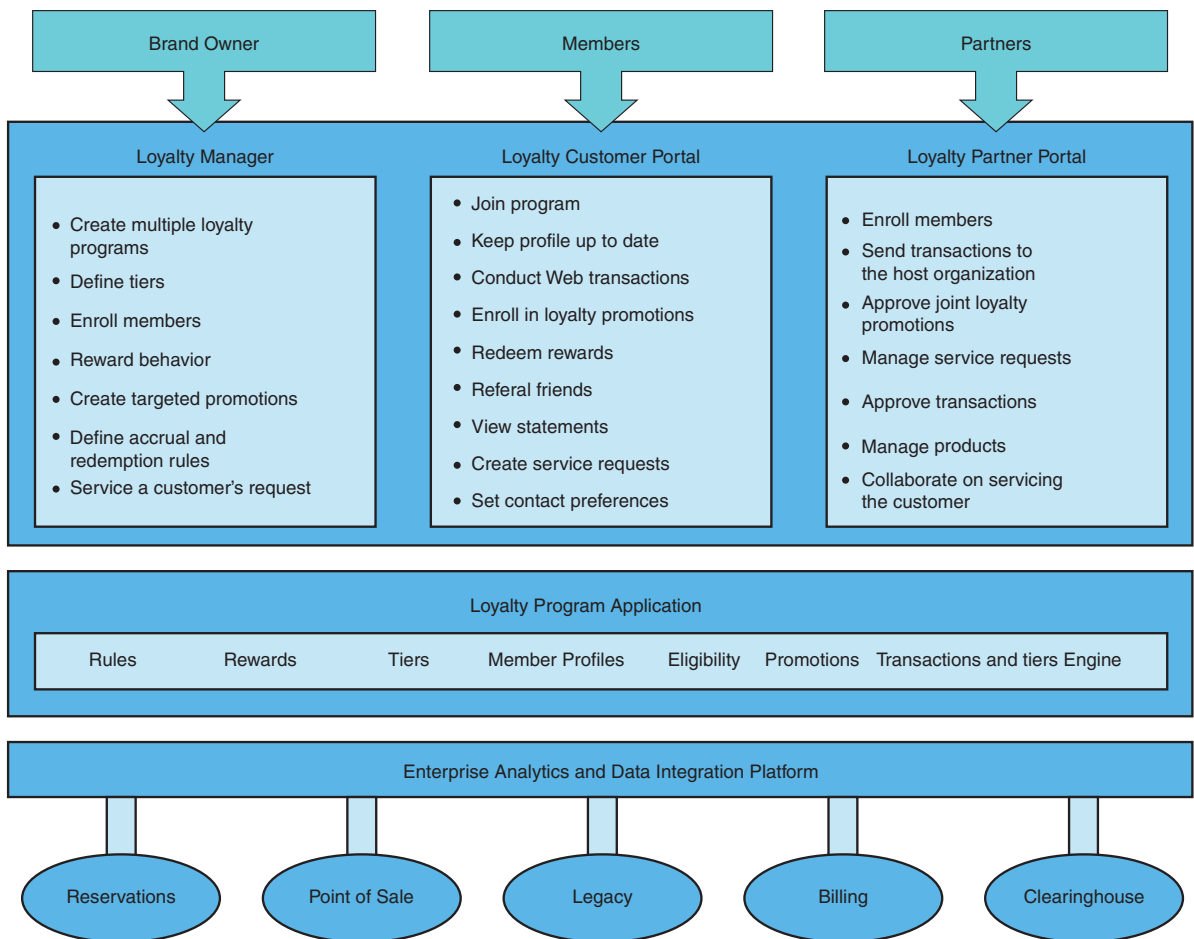 Brand Owner
Members
Partners
Loyalty Manager
• Create multiple loyalty
programs
• Define tiers
• Enroll members
• Reward behavior
• Create targeted promotions
• Define accrual and
redemption rules
• Service a customer's request
Loyalty Customer Portal
• Join program
• Keep profile up to date
• Conduct Web transactions
• Enroll in loyalty promotions
• Redeem rewards
• Referal friends
• View statements
• Create service requests
• Set contact preferences
Loyalty Partner Portal
• Enroll members
• Send transactions to
the host organization
• Approve joint loyalty
promotions
• Manage service requests
• Approve transactions
• Manage products
• Collaborate on servicing
the customer
Loyalty Program Application
Rules Rewards Tiers Member Profiles Eligibility Promotions Transactions and tiers Engine
Enterprise Analytics and Data Integration Platform
Reservations
Point of Sale
Legacy
Billing
Clearinghouse